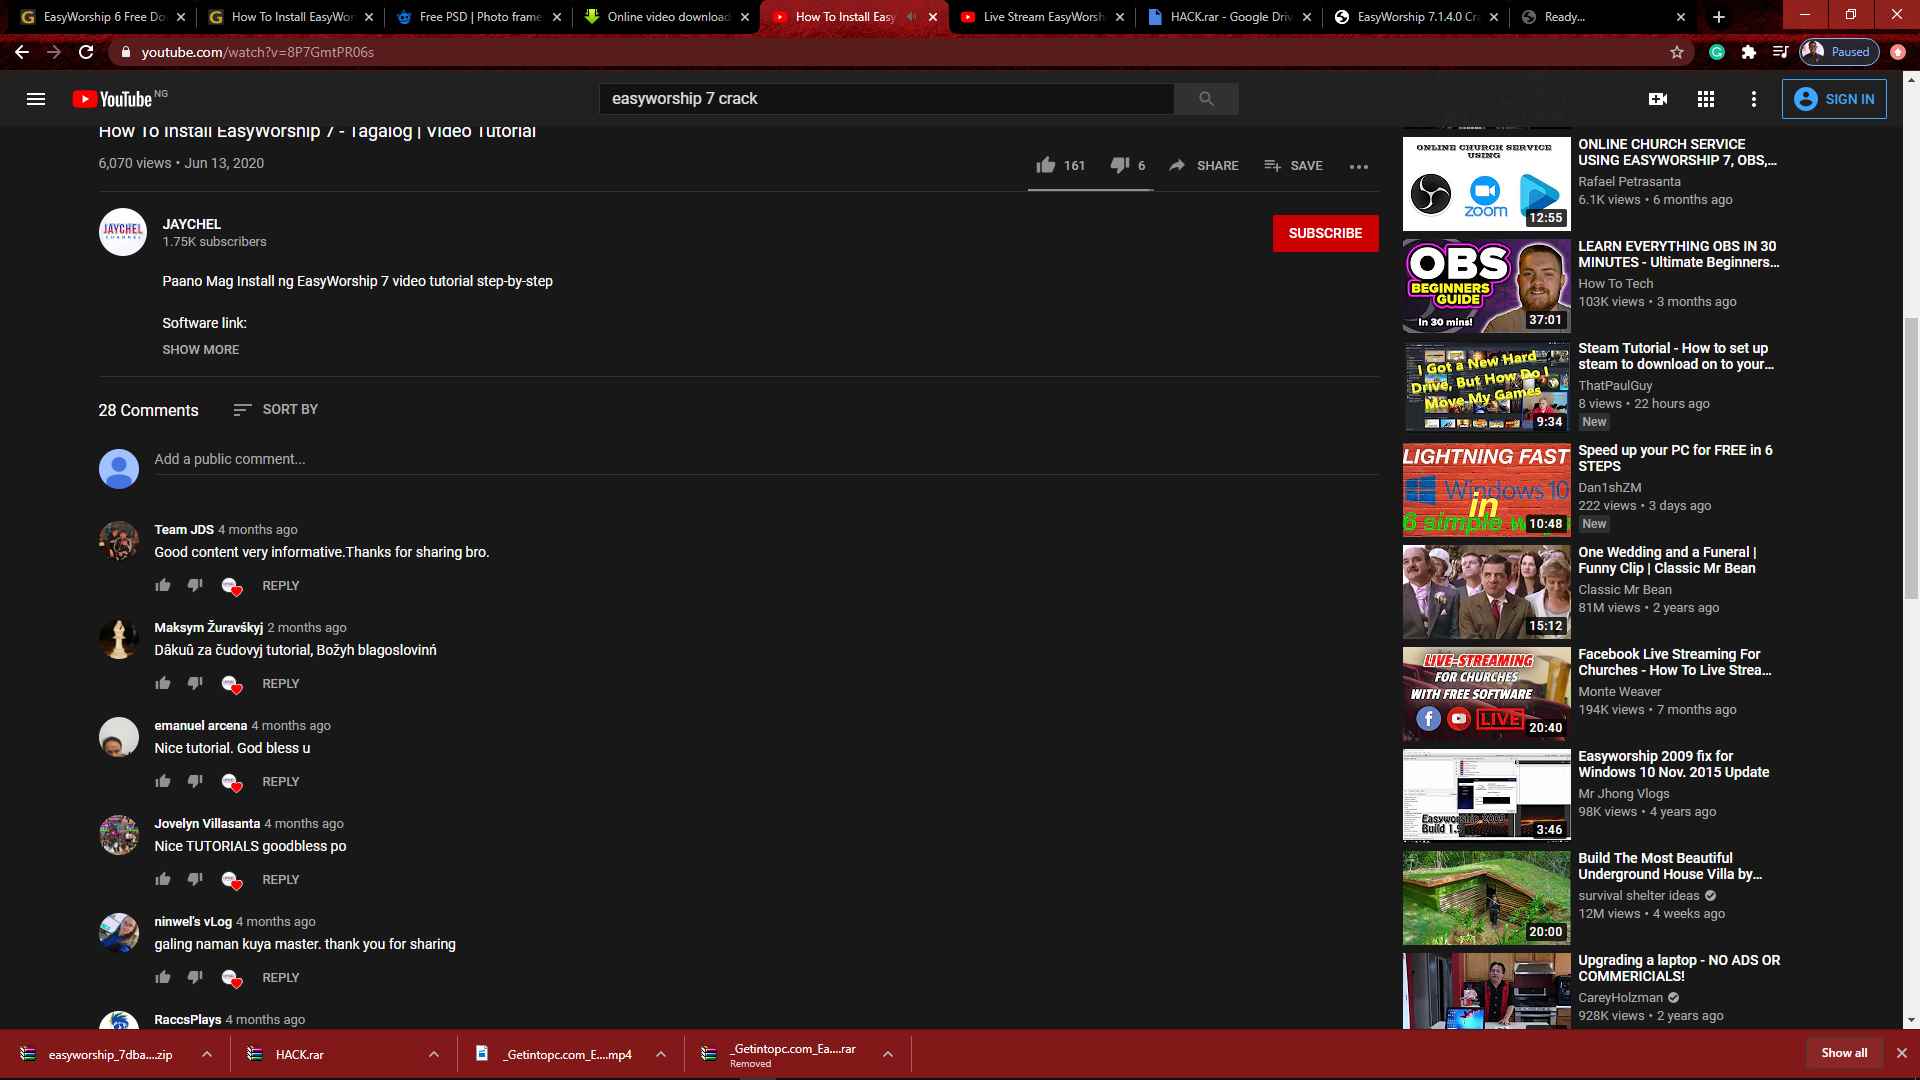 EasyWorship 6 Free Do
How To Install EasyWor
Free PSD | Photo frame
Online video download
How To Install Easy
Live Stream EasyWorsh
HACK.rar - Google Driv
EasyWorship 7.1.4.0 Cra
Ready...
youtube.com/watch?v=8P7GmtPR06s
Paused
YouTube NG
easyworship 7 crack
SIGN IN
How To Install EasyWorship 7 - Tagalog | Video Tutorial
6,070 views • Jun 13, 2020
161
6
SHARE
SAVE
JAYCHEL
JAYCHEL
1.75K subscribers
SUBSCRIBE
Paano Mag Install ng EasyWorship 7 video tutorial step-by-step
Software link:
SHOW MORE
28 Comments
SORT BY
Add a public comment...
Team JDS 4 months ago
Good content very informative.Thanks for sharing bro.
REPLY
Maksym Žuravśkyj 2 months ago
Dâkuû za čudovyj tutorial, Božyh blagoslovinń
REPLY
emanuel arcena 4 months ago
Nice tutorial. God bless u
REPLY
Jovelyn Villasanta 4 months ago
Nice TUTORIALS goodbless po
REPLY
ninwel's vLog 4 months ago
galing naman kuya master. thank you for sharing
REPLY
RaccsPlays 4 months ago
ONLINE CHURCH SERVICE
USING
zoom
12:55
ONLINE CHURCH SERVICE
USING EASYWORSHIP 7, OBS,...
Rafael Petrasanta
6.1K views • 6 months ago
OBS
BEGINNERS
GUIDE
In 30 mins!
37:01
LEARN EVERYTHING OBS IN 30
MINUTES - Ultimate Beginners...
How To Tech
103K views • 3 months ago
I Got a New Hard
Drive, But How Do I
Move My Games
9:34
Steam Tutorial - How to set up
steam to download on to your...
ThatPaulGuy
8 views • 22 hours ago
New
LIGHTNING FAST
Windows 10
in
6 simple
10:48
Speed up your PC for FREE in 6
STEPS
Dan1shZM
222 views • 3 days ago
New
15:12
One Wedding and a Funeral |
Funny Clip | Classic Mr Bean
Classic Mr Bean
81M views • 2 years ago
LIVE-STREAMING
FOR CHURCHES
WITH FREE SOFTWARE
LIVE
20:40
Facebook Live Streaming For
Churches - How To Live Strea...
Monte Weaver
194K views • 7 months ago
Easyworship 2009
Build 1.9
3:46
Easyworship 2009 fix for
Windows 10 Nov. 2015 Update
Mr Jhong Vlogs
98K views • 4 years ago
20:00
Build The Most Beautiful
Underground House Villa by...
survival shelter ideas
12M views • 4 weeks ago
Upgrading a laptop - NO ADS OR
COMMERICIALS!
CareyHolzman
928K views • 2 years ago
easyworship_7dba....zip
HACK.rar
_Getintopc.com_E....mp4
_Getintopc.com_Ea....rar
Removed
Show all